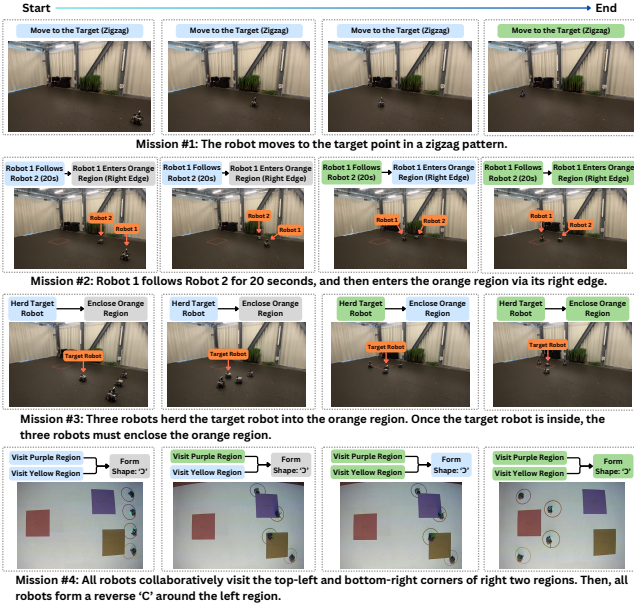 Start
End
Move to the Target (Zigzag)
Move to the Target (Zigzag)
Move to the Target (Zigzag)
Move to the Target (Zigzag)
Mission #1: The robot moves to the target point in a zigzag pattern.
Robot 1 Follows
Robot 2 (20s)
Robot 1 Enters Orange
Region (Right Edge)
Robot 1 Follows
Robot 2 (20s)
Robot 1 Enters Orange
Region (Right Edge)
Robot 1 Follows
Robot 2 (20s)
Robot 1 Enters Orange
Region (Right Edge)
Robot 1 Follows
Robot 2 (20s)
Robot 1 Enters Orange
Region (Right Edge)
Robot 2
Robot 1
Robot 2
Robot 1
Robot 1
Robot 2
Robot 1
Robot 2
Mission #2: Robot 1 follows Robot 2 for 20 seconds, and then enters the orange region via its right edge.
Herd Target
Robot
Enclose Orange
Region
Herd Target
Robot
Enclose Orange
Region
Herd Target
Robot
Enclose Orange
Region
Herd Target
Robot
Enclose Orange
Region
Target Robot
Target Robot
Target Robot
Target Robot
Mission #3: Three robots herd the target robot into the orange region. Once the target robot is inside, the
three robots must enclose the orange region.
Visit Purple Region
Visit Yellow Region
Form
Shape: 'Ɔ'
Visit Purple Region
Visit Yellow Region
Form
Shape: 'Ɔ'
Visit Purple Region
Visit Yellow Region
Form
Shape: 'Ɔ'
Visit Purple Region
Visit Yellow Region
Form
Shape: 'Ɔ'
Mission #4: All robots collaboratively visit the top-left and bottom-right corners of right two regions. Then, all
robots form a reverse 'C' around the left region.